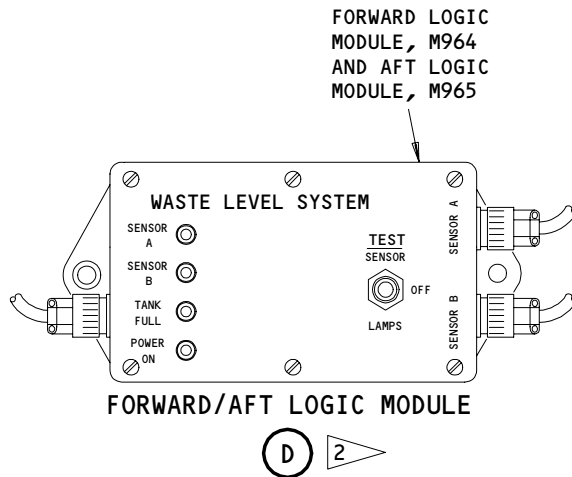 FORWARD LOGIC
MODULE, M964
AND AFT LOGIC
MODULE, M965
WASTE LEVEL SYSTEM
SENSOR
A
SENSOR
B
TANK
FULL
POWER
ON
TEST
SENSOR
OFF
LAMPS
SENSOR A
SENSOR B
FORWARD/AFT LOGIC MODULE
D
2